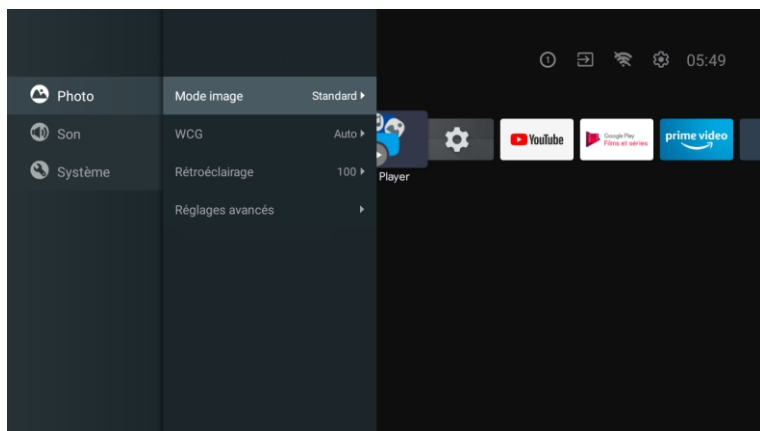 05:49
Photo
Son
Système
Mode image Standard
WCG Auto
Rétroéclairage 100
Réglages avancés
Player
YouTube
Google Play
Films et séries
prime video